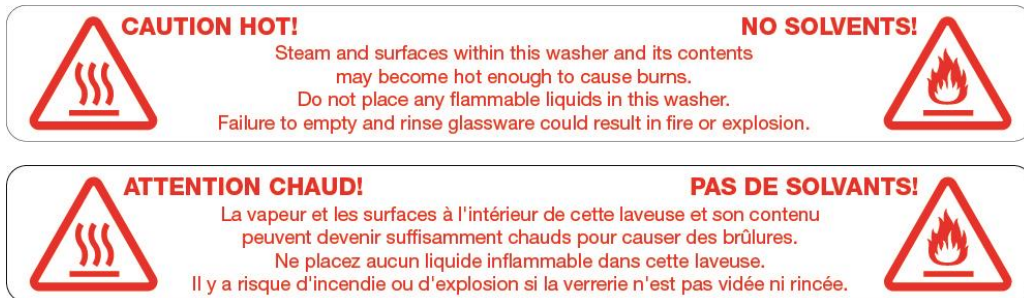 CAUTION HOT! NO SOLVENTS!
Steam and surfaces within this washer and its contents
may become hot enough to cause burns.
Do not place any flammable liquids in this washer.
Failure to empty and rinse glassware could result in fire or explosion.
ATTENTION CHAUD! PAS DE SOLVANTS!
La vapeur et les surfaces à l'intérieur de cette laveuse et son contenu
peuvent devenir suffisamment chauds pour causer des brûlures.
Ne placez aucun liquide inflammable dans cette laveuse.
Il y a risque d'incendie ou d'explosion si la verrerie n'est pas vidée ni rincée.